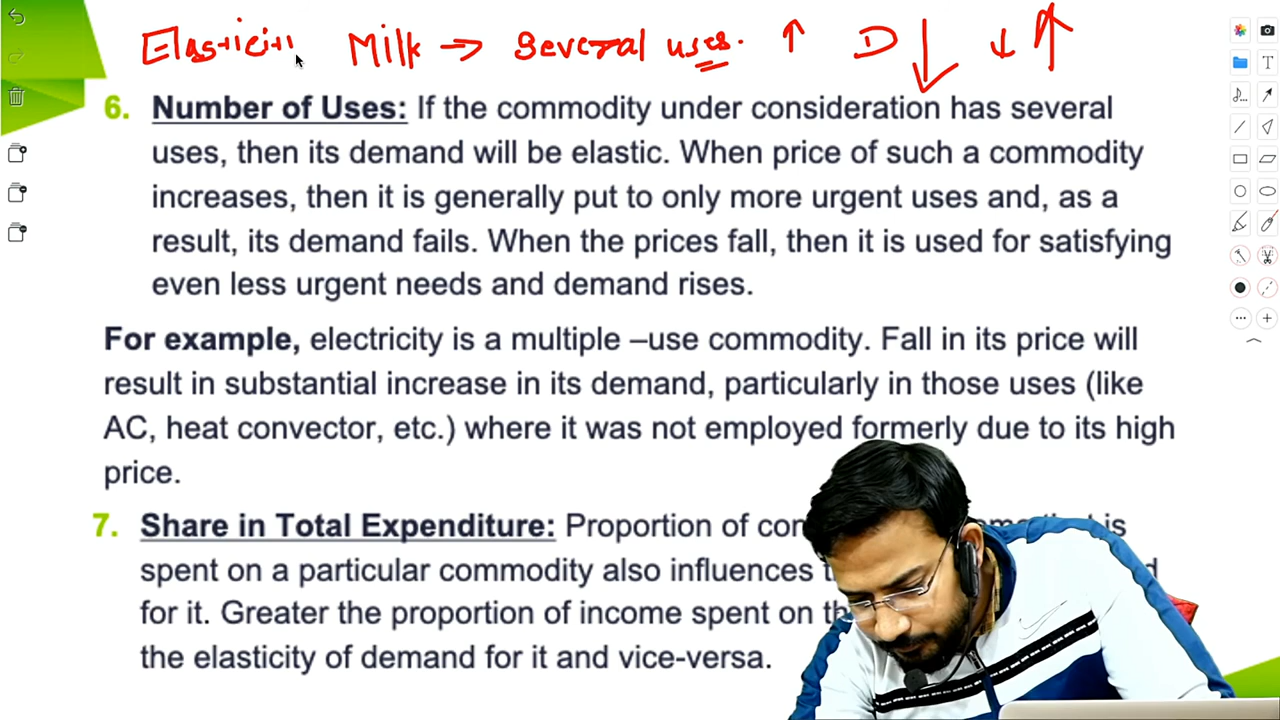 Elasticity Milk → Several uses. ↑ D ↓ ↓ ↑
6. Number of Uses: If the commodity under consideration has several
uses, then its demand will be elastic. When price of such a commodity
increases, then it is generally put to only more urgent uses and, as a
result, its demand fails. When the prices fall, then it is used for satisfying
even less urgent needs and demand rises.
For example, electricity is a multiple –use commodity. Fall in its price will
result in substantial increase in its demand, particularly in those uses (like
AC, heat convector, etc.) where it was not employed formerly due to its high
price.
7. Share in Total Expenditure: Proportion of is
spent on a particular commodity also influences
for it. Greater the proportion of income spent on
the elasticity of demand for it and vice-versa.
T